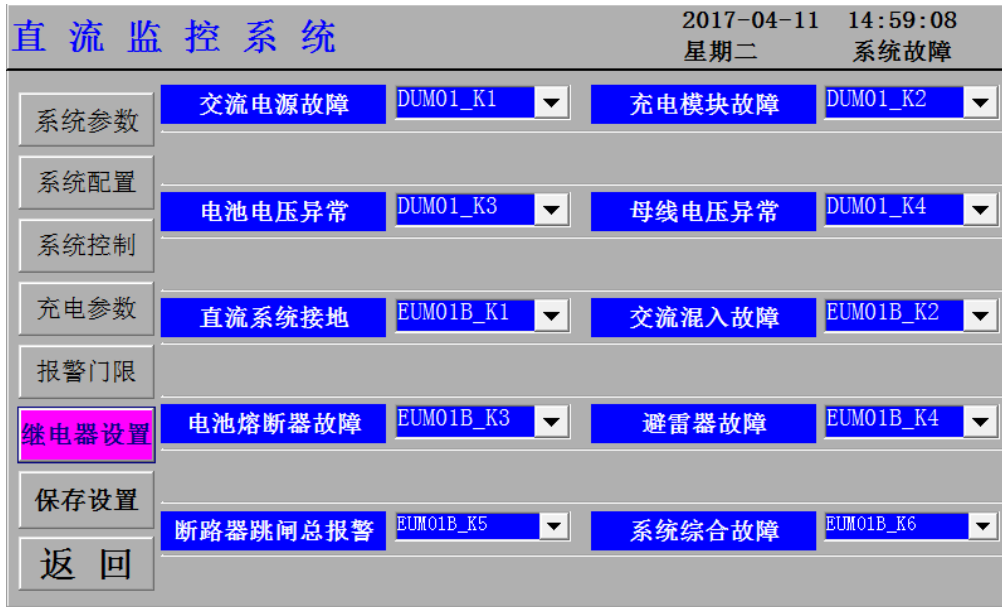 直流监控系统
2017-04-11 14:59:08
星期二 系统故障
系统参数
系统配置
系统控制
充电参数
报警门限
继电器设置
保存设置
返回
交流电源故障 DUM01_K1 充电模块故障 DUM01_K2
电池电压异常 DUM01_K3 母线电压异常 DUM01_K4
直流系统接地 EUM01B_K1 交流混入故障 EUM01B_K2
电池熔断器故障 EUM01B_K3 避雷器故障 EUM01B_K4
断路器跳闸总报警 EUM01B_K5 系统综合故障 EUM01B_K6